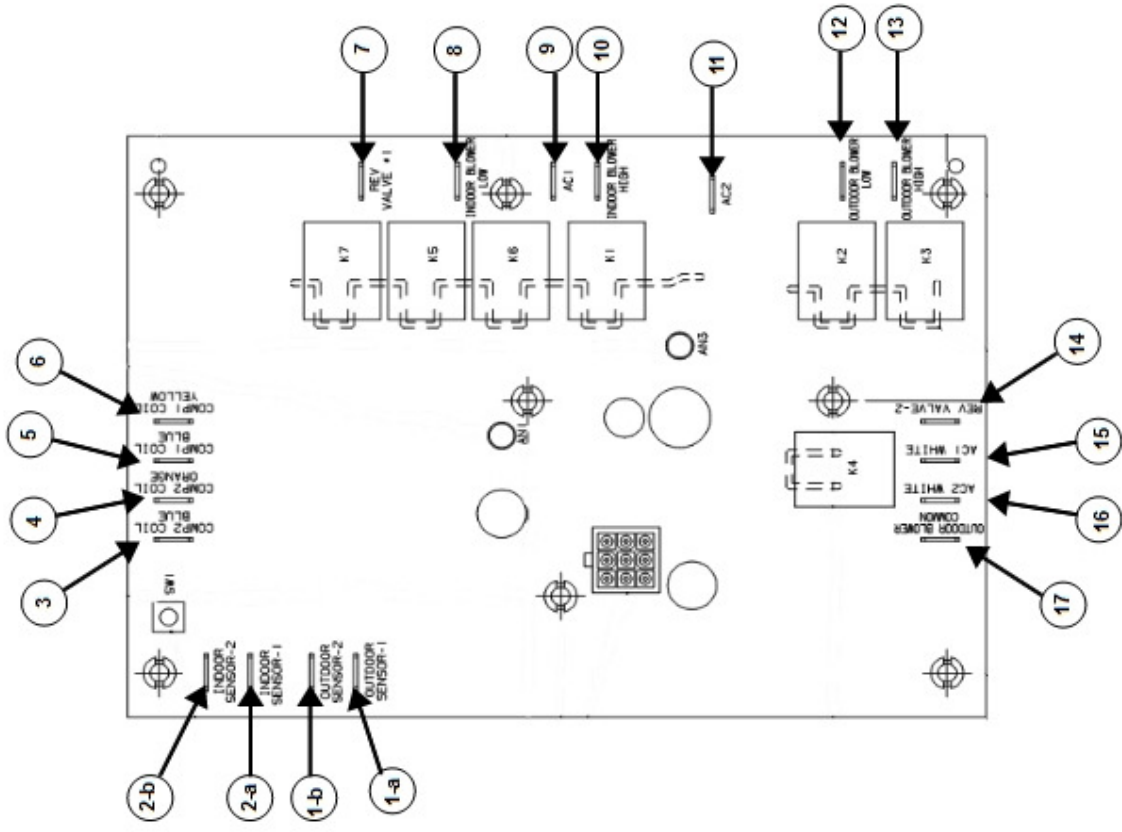 6
5
4
3
COMP1 COIL
YELLOW
COMP1 COIL
BLUE
COMP2 COIL
ORANGE
COMP2 COIL
BLUE
SW1
7
8
9
10
11
12
13
REV
VALVE #1
INDOOR BLOWER
LOW
AC1
INDOOR BLOWER
HIGH
AC2
OUTDOOR BLOWER
LOW
OUTDOOR BLOWER
HIGH
K7
K5
K6
K1
K2
K3
AN3
AN1
K4
14
15
16
17
REV VALVE-2
AC1 WHITE
AC2 WHITE
OUTDOOR BLOWER
COMMON
INDOOR
SENSOR-2
INDOOR
SENSOR-1
OUTDOOR
SENSOR-2
OUTDOOR
SENSOR-1
2-b
2-a
1-b
1-a